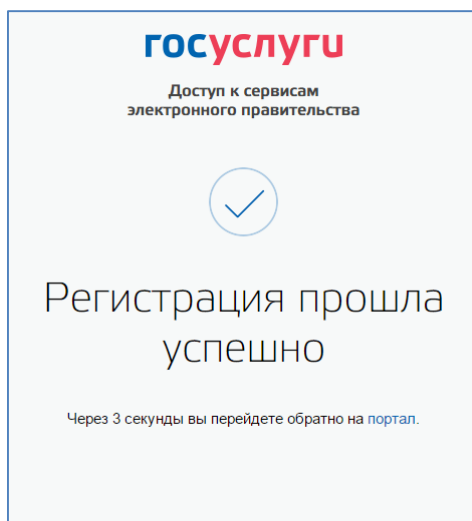 госуслуги
Доступ к сервисам
электронного правительства
Регистрация прошла
успешно
Через 3 секунды вы перейдете обратно на портал.